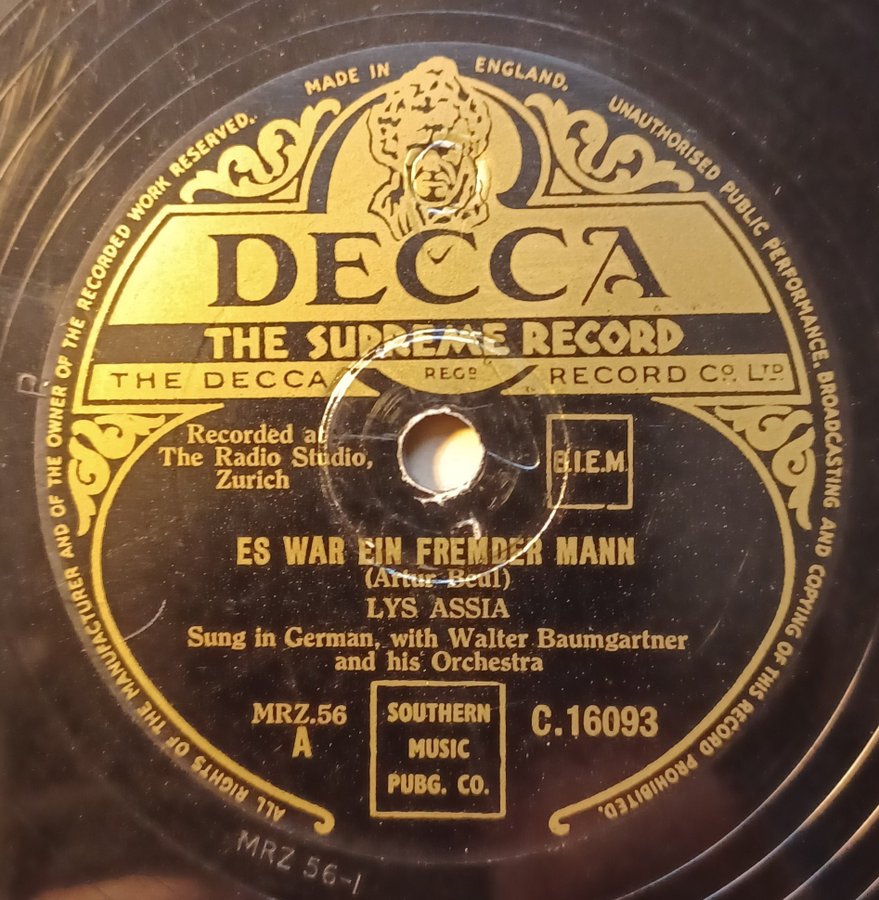 MADE IN ENGLAND.
UNAUTHORISED PUBLIC PERFORMANCE, BROADCASTING AND COPYING OF THIS RECORD PROHIBITED.
ALL RIGHTS OF THE MANUFACTURER AND OF THE OWNER OF THE RECORDED WORK RESERVED.
DECCA
THE SUPREME RECORD
THE DECCA REGD RECORD CO. LTD
Recorded at
The Radio Studio,
Zurich
B.I.E.M.
ES WAR EIN FREMDER MANN
(Artur Beul)
LYS ASSIA
Sung in German, with Walter Baumgartner
and his Orchestra
MRZ.56
A
SOUTHERN
MUSIC
PUBG. CO.
C.16093
MRZ 56-1